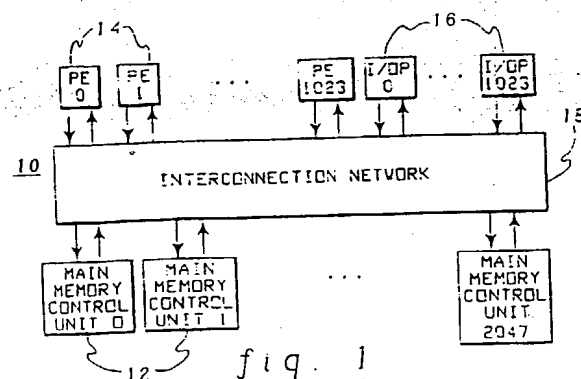 14
16
PE 0
PE 1
. . .
PE 1023
I/OP 0
. . .
I/OP 1023
10
INTERCONNECTION NETWORK
18
MAIN MEMORY CONTROL UNIT 0
MAIN MEMORY CONTROL UNIT 1
. . .
MAIN MEMORY CONTROL UNIT 2047
12
fig. 1